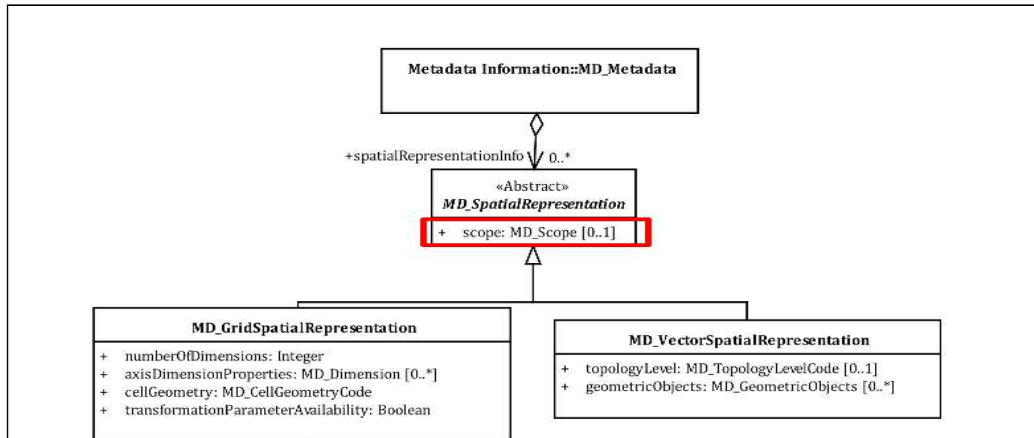 Metadata Information::MD_Metadata
+spatialRepresentationInfo 0..*
«Abstract»
MD_SpatialRepresentation
+ scope: MD_Scope [0..1]
MD_GridSpatialRepresentation
+ numberOfDimensions: Integer
+ axisDimensionProperties: MD_Dimension [0..*]
+ cellGeometry: MD_CellGeometryCode
+ transformationParameterAvailability: Boolean
MD_VectorSpatialRepresentation
+ topologyLevel: MD_TopologyLevelCode [0..1]
+ geometricObjects: MD_GeometricObjects [0..*]